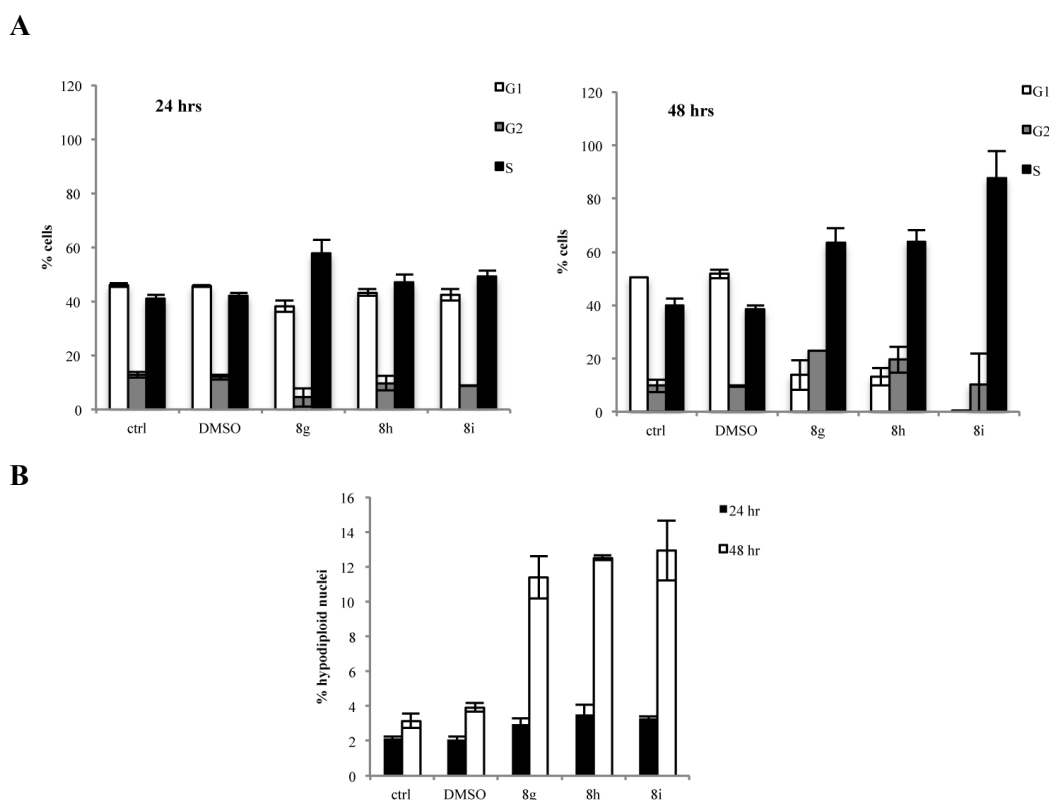 A
24 hrs
% cells
120
100
80
60
40
20
0
ctrl
DMSO
8g
8h
8i
G1
G2
S
48 hrs
% cells
120
100
80
60
40
20
0
ctrl
DMSO
8g
8h
8i
G1
G2
S
B
% hypodiploid nuclei
16
14
12
10
8
6
4
2
0
ctrl
DMSO
8g
8h
8i
24 hr
48 hr